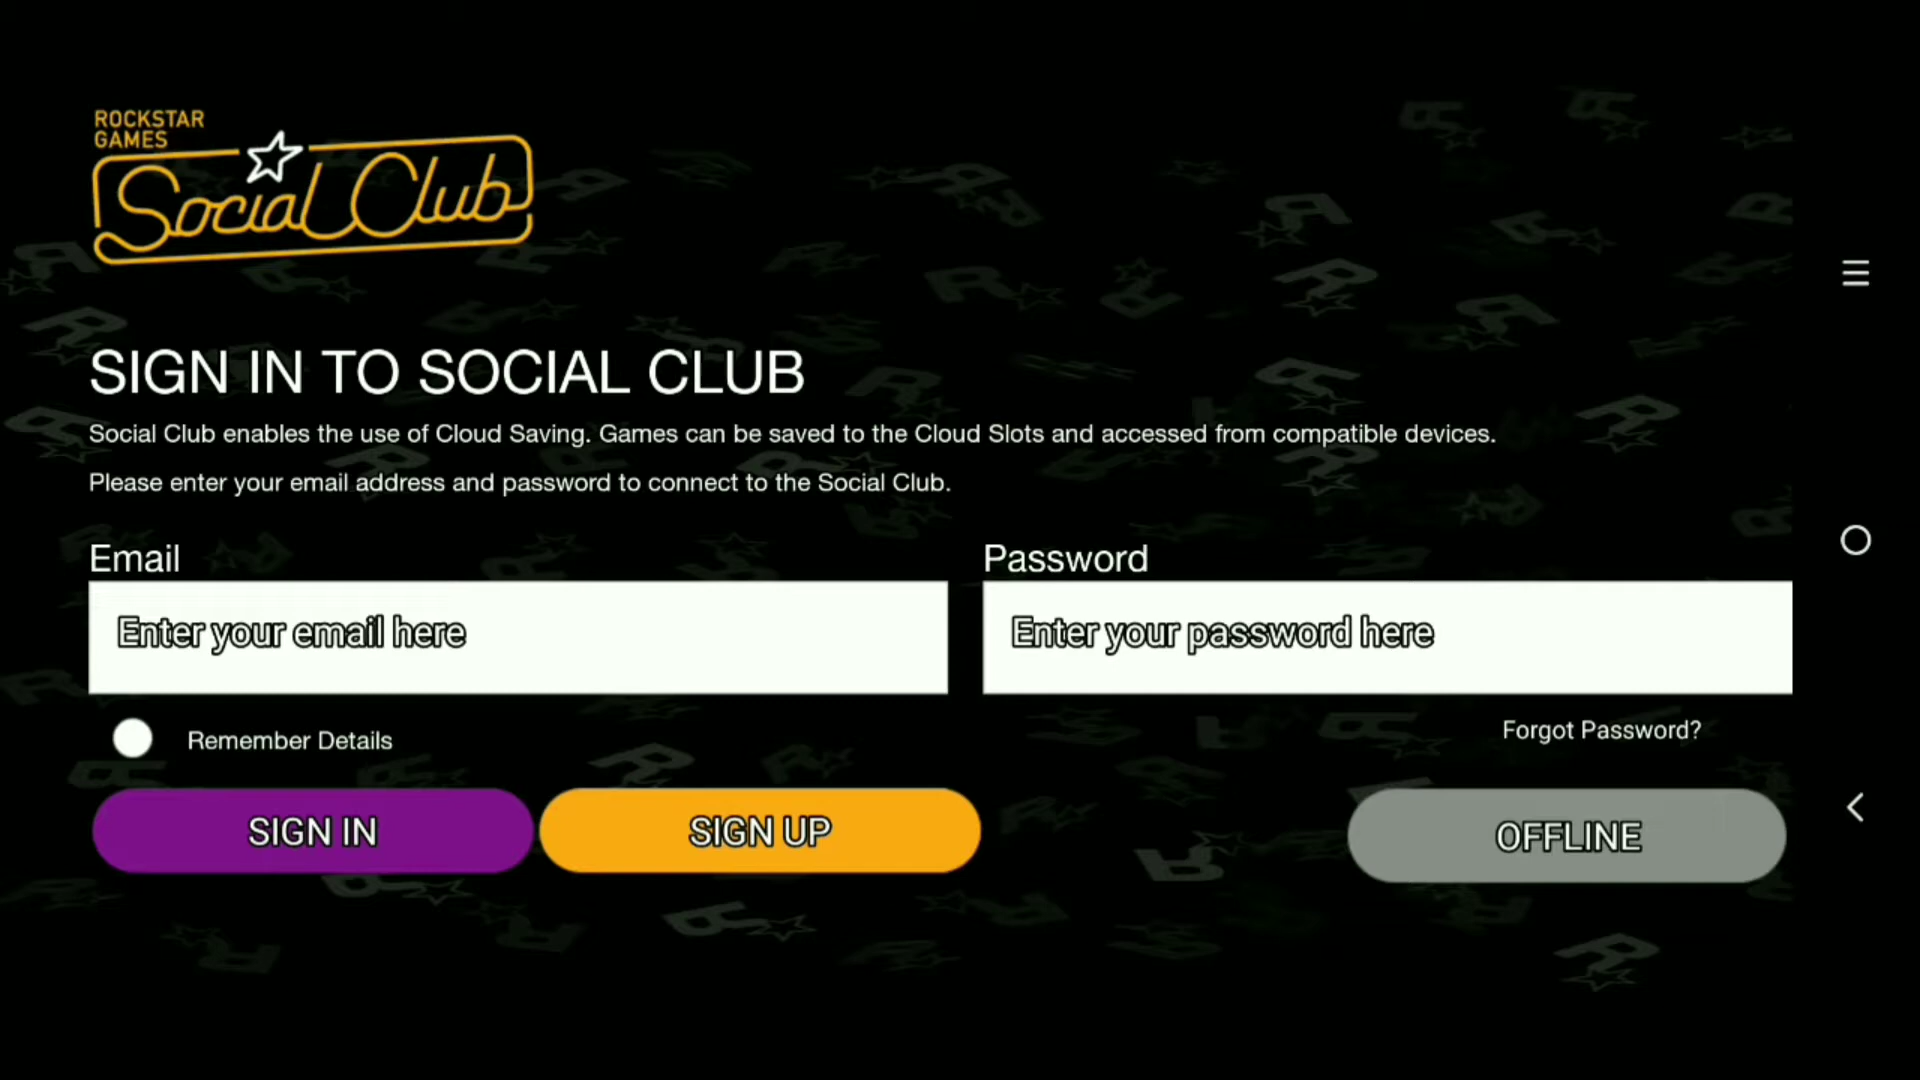 ROCKSTAR
GAMES
Social Club
SIGN IN TO SOCIAL CLUB
Social Club enables the use of Cloud Saving. Games can be saved to the Cloud Slots and accessed from compatible devices.
Please enter your email address and password to connect to the Social Club.
Email
Password
Enter your email here
Enter your password here
Remember Details
Forgot Password?
SIGN IN
SIGN UP
OFFLINE